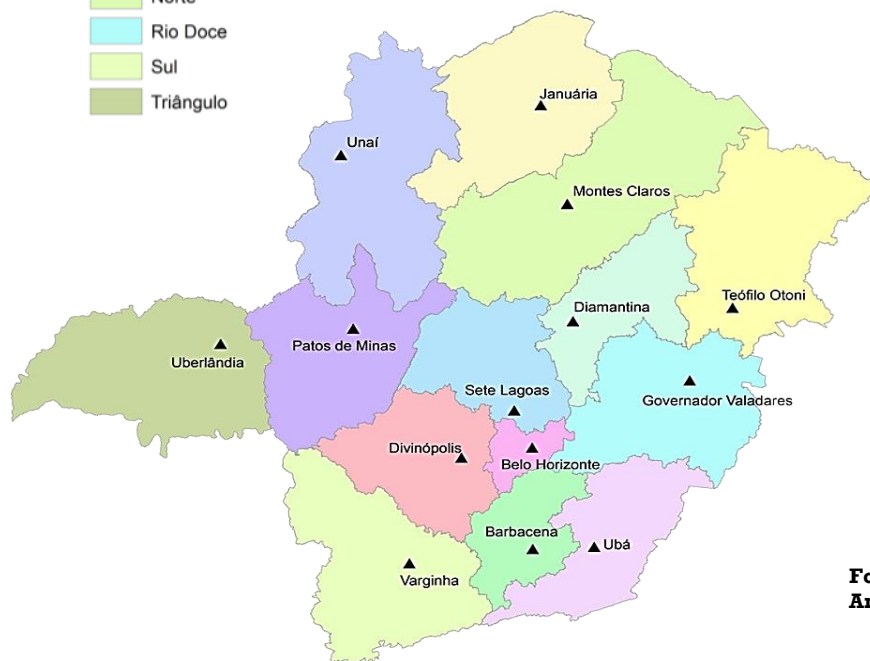 Norte
Rio Doce
Sul
Triângulo
Januária
Unaí
Montes Claros
Teófilo Otoni
Diamantina
Patos de Minas
Uberlândia
Sete Lagoas
Governador Valadares
Divinópolis
Belo Horizonte
Barbacena
Ubá
Varginha